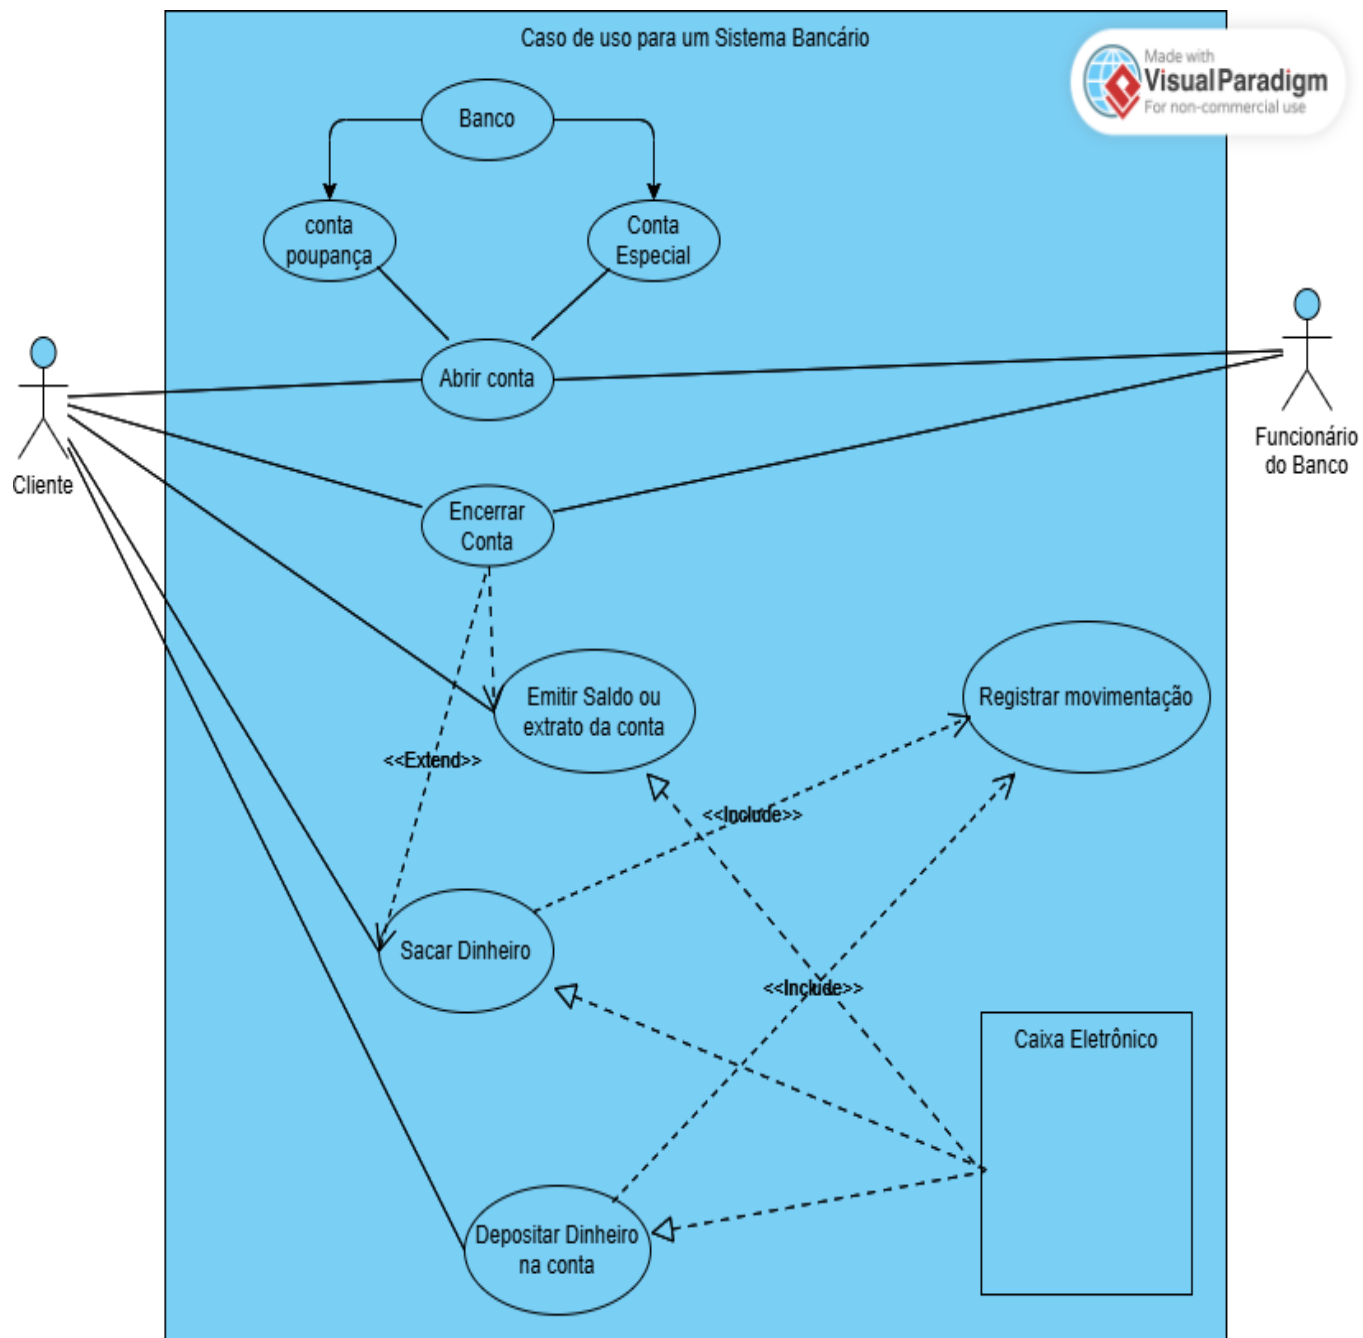 Caso de uso para um Sistema Bancário
Made with
VisualParadigm
For non-commercial use
Banco
conta
poupança
Conta
Especial
Abrir conta
Cliente
Funcionário
do Banco
Encerrar
Conta
Emitir Saldo ou
extrato da conta
Registrar movimentação
<<Extend>>
<<Include>>
Sacar Dinheiro
<<Include>>
Caixa Eletrônico
Depositar Dinheiro
na conta